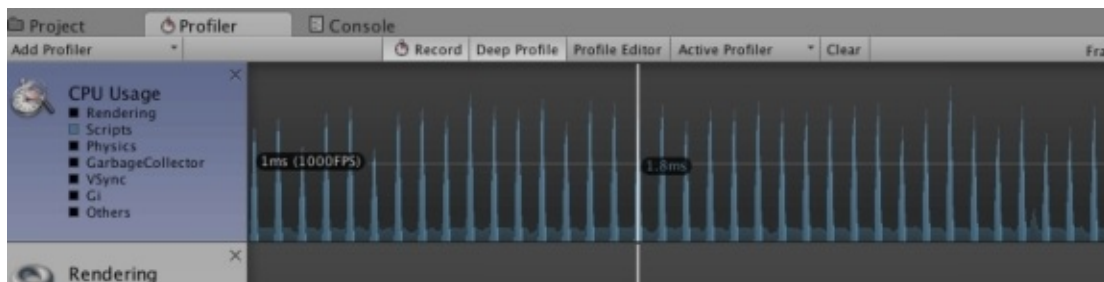 Project Profiler Console
Add Profiler Record Deep Profile Profile Editor Active Profiler Clear Fra
CPU Usage
Rendering
Scripts
Physics
GarbageCollector
VSync
Gi
Others
1ms (1000FPS)
1.8ms
Rendering